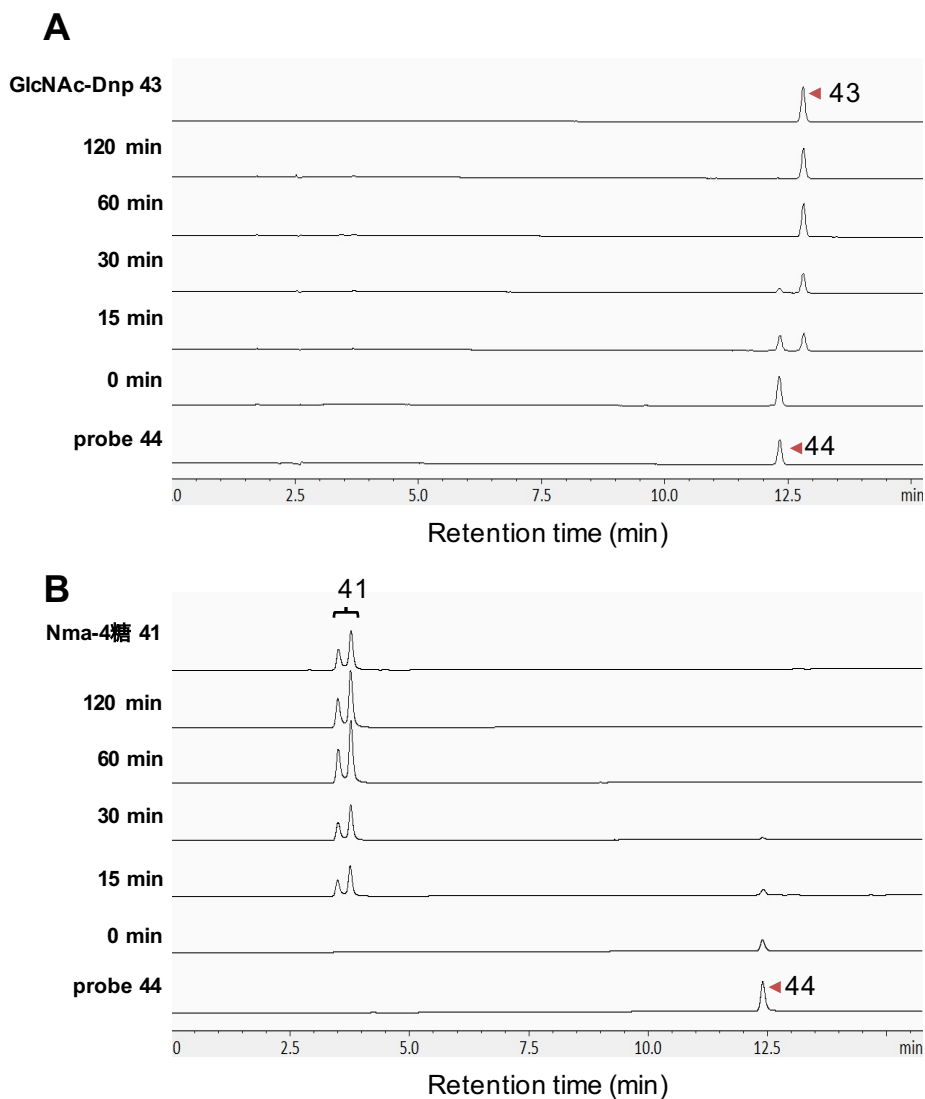 A
GlcNAc-Dnp 43
43
120 min
60 min
30 min
15 min
0 min
probe 44
44
.0 2.5 5.0 7.5 10.0 12.5 min
Retention time (min)
B
41
Nma-4糖 41
120 min
60 min
30 min
15 min
0 min
probe 44
44
0 2.5 5.0 7.5 10.0 12.5 min
Retention time (min)